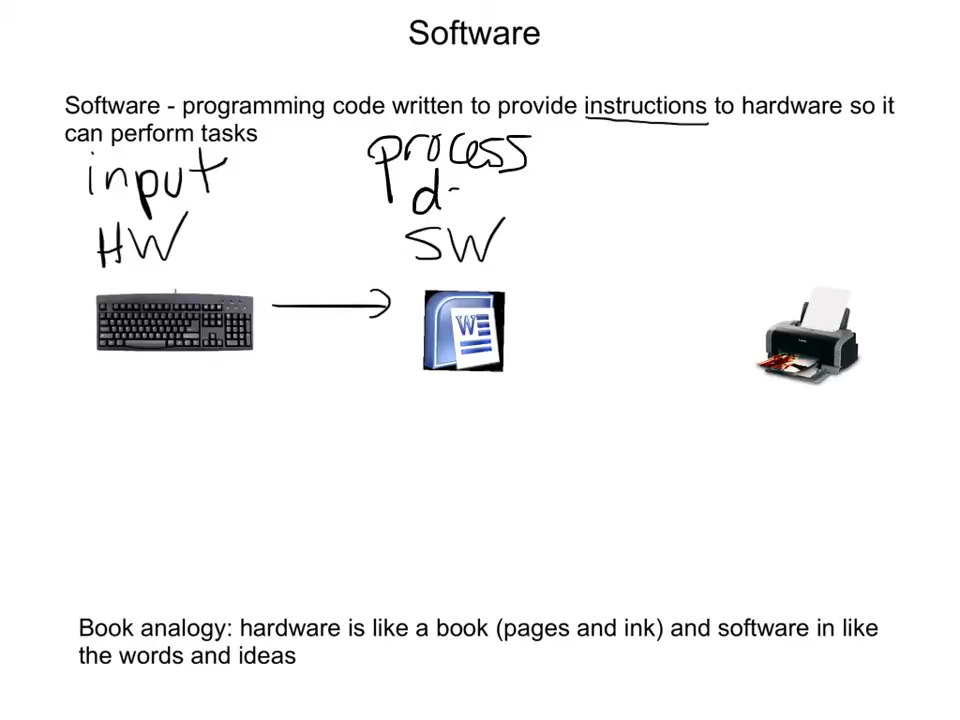 Software
Software - programming code written to provide instructions to hardware so it
can perform tasks
input process
d
HW SW
W
Book analogy: hardware is like a book (pages and ink) and software in like
the words and ideas